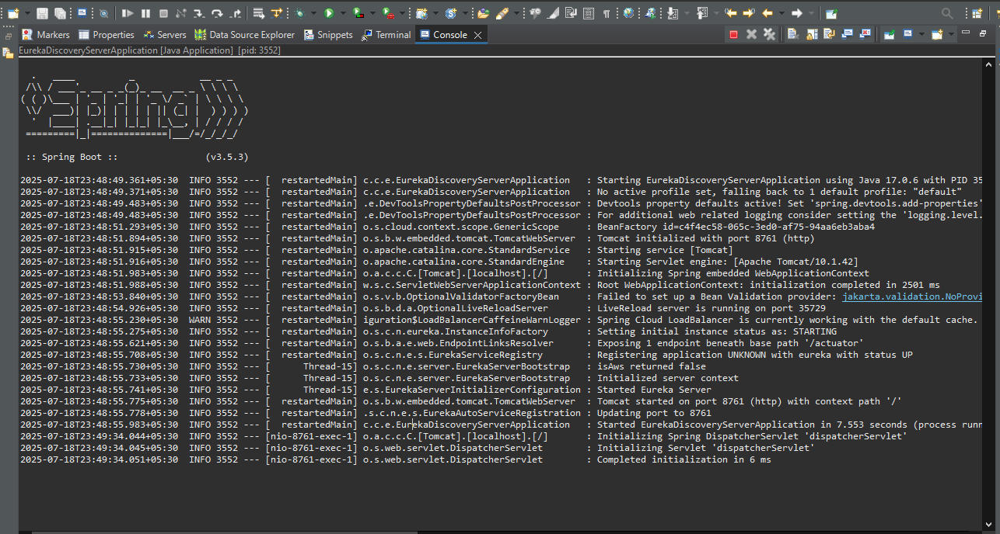 Markers Properties Servers Data Source Explorer Snippets Terminal Console
EurekaDiscoveryServerApplication [Java Application] [pid: 3552]
  .   ____          _            __ _ _
 /\\ / ___'_ __ _ _(_)_ __  __ _ \ \ \ \
( ( )\___ | '_ | '_| | '_ \/ _` | \ \ \ \
 \\/  ___)| |_)| | | | | || (_| |  ) ) ) )
  '  |____| .__|_| |_|_| |_\__, | / / / /
 =========|_|==============|___/=/_/_/_/
 :: Spring Boot ::                (v3.5.3)
2025-07-18T23:48:49.361+05:30  INFO 3552 --- [  restartedMain] c.c.e.EurekaDiscoveryServerApplication   : Starting EurekaDiscoveryServerApplication using Java 17.0.6 with PID 35
2025-07-18T23:48:49.371+05:30  INFO 3552 --- [  restartedMain] c.c.e.EurekaDiscoveryServerApplication   : No active profile set, falling back to 1 default profile: "default"
2025-07-18T23:48:49.483+05:30  INFO 3552 --- [  restartedMain] .e.DevToolsPropertyDefaultsPostProcessor : Devtools property defaults active! Set 'spring.devtools.add-properties'
2025-07-18T23:48:49.483+05:30  INFO 3552 --- [  restartedMain] .e.DevToolsPropertyDefaultsPostProcessor : For additional web related logging consider setting the 'logging.level.
2025-07-18T23:48:51.293+05:30  INFO 3552 --- [  restartedMain] o.s.cloud.context.scope.GenericScope     : BeanFactory id=c4f4ec58-065c-3ed0-af75-94aa6eb3aba4
2025-07-18T23:48:51.894+05:30  INFO 3552 --- [  restartedMain] o.s.b.w.embedded.tomcat.TomcatWebServer  : Tomcat initialized with port 8761 (http)
2025-07-18T23:48:51.915+05:30  INFO 3552 --- [  restartedMain] o.apache.catalina.core.StandardService   : Starting service [Tomcat]
2025-07-18T23:48:51.916+05:30  INFO 3552 --- [  restartedMain] o.apache.catalina.core.StandardEngine    : Starting Servlet engine: [Apache Tomcat/10.1.42]
2025-07-18T23:48:51.983+05:30  INFO 3552 --- [  restartedMain] o.a.c.c.C.[Tomcat].[localhost].[/]       : Initializing Spring embedded WebApplicationContext
2025-07-18T23:48:51.988+05:30  INFO 3552 --- [  restartedMain] w.s.c.ServletWebServerApplicationContext : Root WebApplicationContext: initialization completed in 2501 ms
2025-07-18T23:48:53.840+05:30  INFO 3552 --- [  restartedMain] o.s.v.b.OptionalValidatorFactoryBean     : Failed to set up a Bean Validation provider: jakarta.validation.NoProvi
2025-07-18T23:48:54.926+05:30  INFO 3552 --- [  restartedMain] o.s.b.d.a.OptionalLiveReloadServer       : LiveReload server is running on port 35729
2025-07-18T23:48:55.230+05:30  WARN 3552 --- [  restartedMain] iguration$LoadBalancerCaffeineWarnLogger : Spring Cloud LoadBalancer is currently working with the default cache.
2025-07-18T23:48:55.275+05:30  INFO 3552 --- [  restartedMain] o.s.c.n.eureka.InstanceInfoFactory       : Setting initial instance status as: STARTING
2025-07-18T23:48:55.621+05:30  INFO 3552 --- [  restartedMain] o.s.b.a.e.web.EndpointLinksResolver      : Exposing 1 endpoint beneath base path '/actuator'
2025-07-18T23:48:55.708+05:30  INFO 3552 --- [  restartedMain] o.s.c.n.e.s.EurekaServiceRegistry        : Registering application UNKNOWN with eureka with status UP
2025-07-18T23:48:55.730+05:30  INFO 3552 --- [      Thread-15] o.s.c.n.e.server.EurekaServerBootstrap   : isAws returned false
2025-07-18T23:48:55.733+05:30  INFO 3552 --- [      Thread-15] o.s.c.n.e.server.EurekaServerBootstrap   : Initialized server context
2025-07-18T23:48:55.741+05:30  INFO 3552 --- [      Thread-15] e.s.EurekaServerInitializerConfiguration : Started Eureka Server
2025-07-18T23:48:55.775+05:30  INFO 3552 --- [  restartedMain] o.s.b.w.embedded.tomcat.TomcatWebServer  : Tomcat started on port 8761 (http) with context path '/'
2025-07-18T23:48:55.778+05:30  INFO 3552 --- [  restartedMain] .s.c.n.e.s.EurekaAutoServiceRegistration : Updating port to 8761
2025-07-18T23:48:55.983+05:30  INFO 3552 --- [  restartedMain] c.c.e.EurekaDiscoveryServerApplication   : Started EurekaDiscoveryServerApplication in 7.553 seconds (process runn
2025-07-18T23:49:34.044+05:30  INFO 3552 --- [nio-8761-exec-1] o.a.c.c.C.[Tomcat].[localhost].[/]       : Initializing Spring DispatcherServlet 'dispatcherServlet'
2025-07-18T23:49:34.045+05:30  INFO 3552 --- [nio-8761-exec-1] o.s.web.servlet.DispatcherServlet        : Initializing Servlet 'dispatcherServlet'
2025-07-18T23:49:34.051+05:30  INFO 3552 --- [nio-8761-exec-1] o.s.web.servlet.DispatcherServlet        : Completed initialization in 6 ms